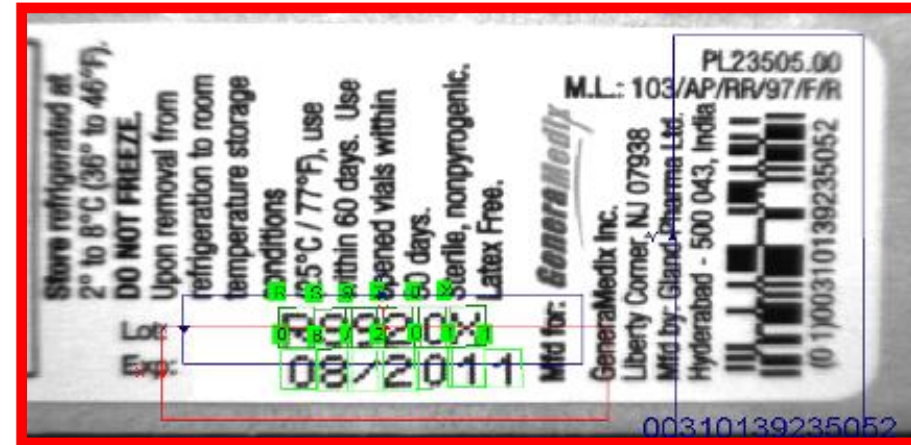 Store refrigerated at
2° to 8°C (36° to 46°F).
DO NOT FREEZE.
Upon removal from
refrigeration to room
temperature storage
conditions
(25°C / 77°F), use
within 60 days. Use
opened vials within
60 days.
Sterile, nonpyrogenic.
Latex Free.
Lot:
Exp: 08/2011
PL23505.00
M.L.: 103/AP/RR/97/F/R
Mfd for: GeneraMedix
GeneraMedix Inc.
Liberty Corner, NJ 07938
Mfd by: Gland Pharma Ltd.
Hyderabad - 500 043, India
(01)00310139235052
00310139235052